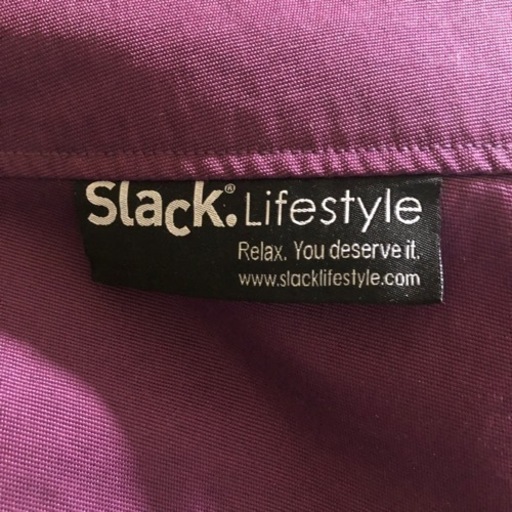 Slack.® Lifestyle
Relax. You deserve it.
www.slacklifestyle.com